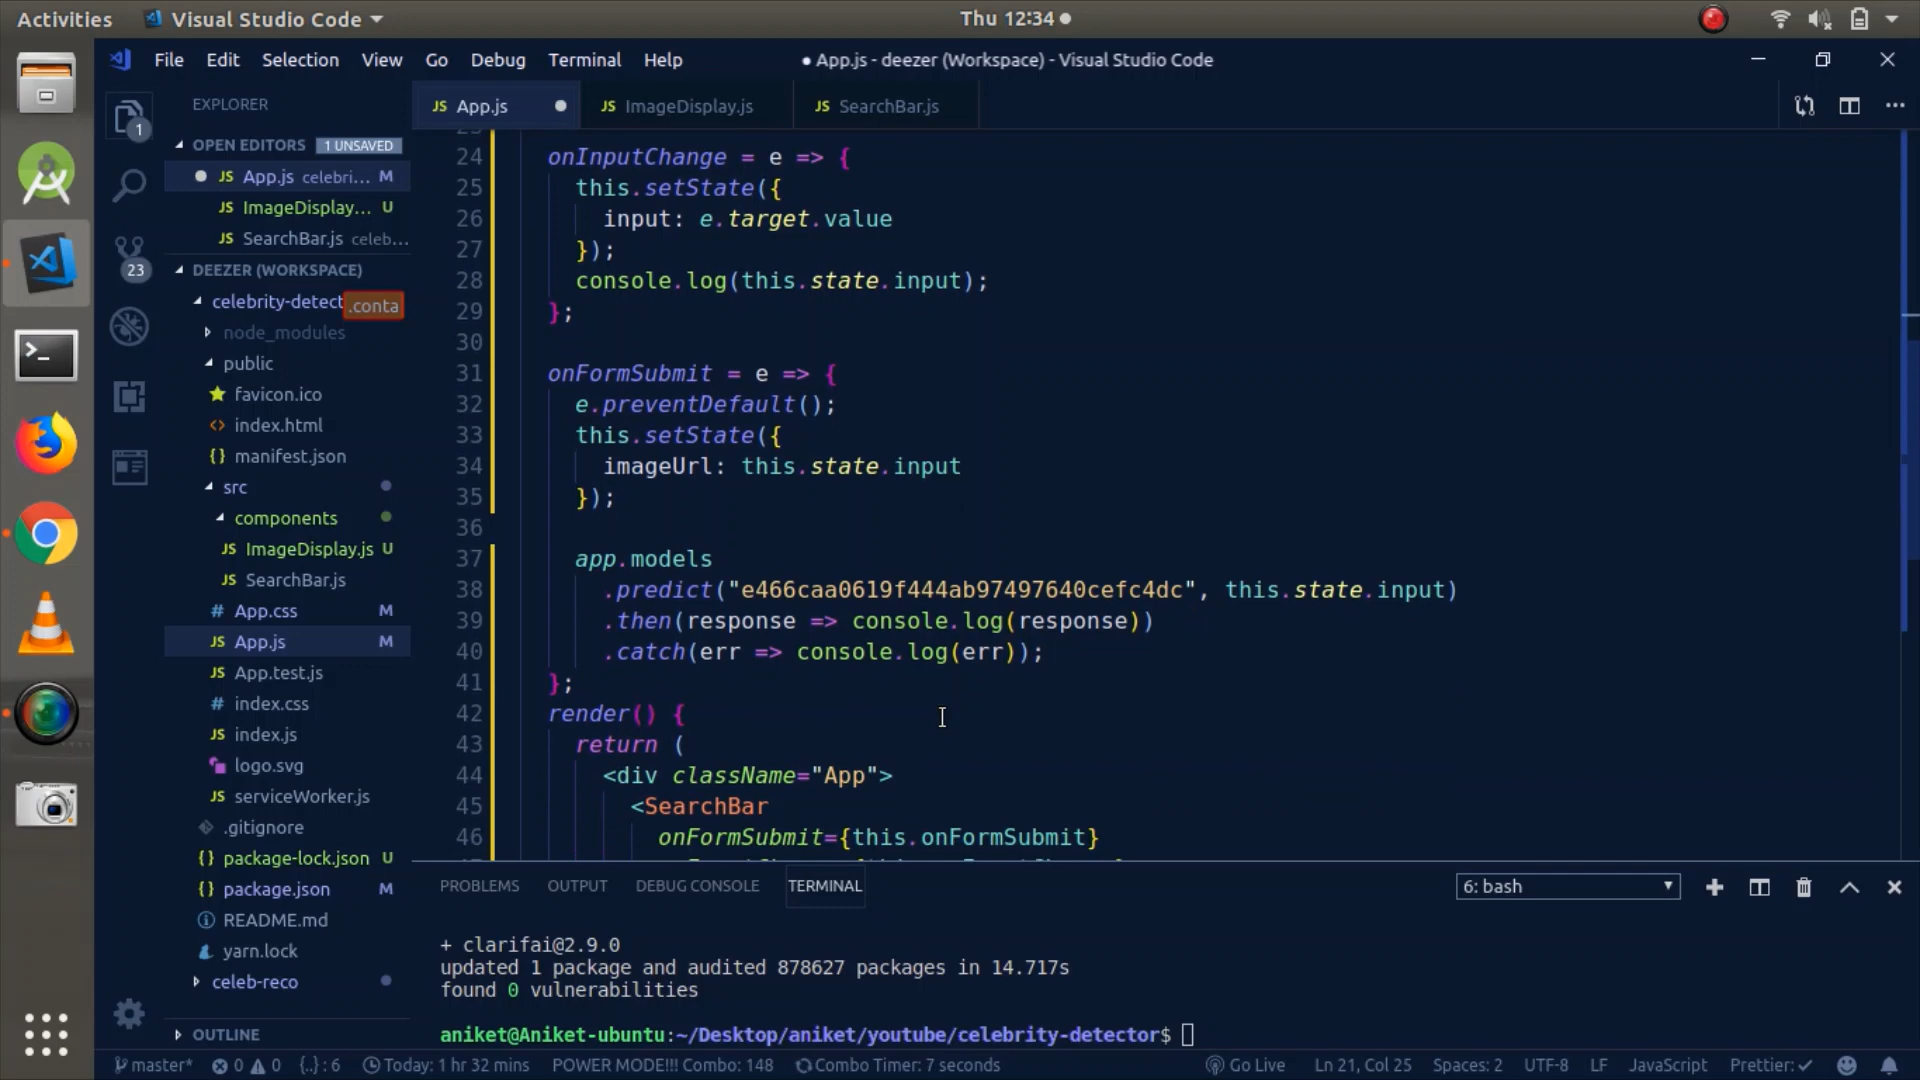 Activities
Visual Studio Code
Thu 12:34
File Edit Selection View Go Debug Terminal Help
● App.js - deezer (Workspace) - Visual Studio Code
EXPLORER
JS App.js
JS ImageDisplay.js
JS SearchBar.js
OPEN EDITORS 1 UNSAVED
JS App.js celebri... M
JS ImageDisplay... U
JS SearchBar.js celeb...
1
23
DEEZER (WORKSPACE)
celebrity-detect .conta
node_modules
public
favicon.ico
<> index.html
{} manifest.json
src
components
JS ImageDisplay.js U
JS SearchBar.js
# App.css M
JS App.js M
JS App.test.js
# index.css
JS index.js
logo.svg
JS serviceWorker.js
.gitignore
{} package-lock.json U
{} package.json M
README.md
yarn.lock
celeb-reco
OUTLINE
24 onInputChange = e => {
25 this.setState({
26 input: e.target.value
27 });
28 console.log(this.state.input);
29 };
30
31 onFormSubmit = e => {
32 e.preventDefault();
33 this.setState({
34 imageUrl: this.state.input
35 });
36
37 app.models
38 .predict("e466caa0619f444ab97497640cefc4dc", this.state.input)
39 .then(response => console.log(response))
40 .catch(err => console.log(err));
41 };
42 render() {
43 return (
44 <div className="App">
45 <SearchBar
46 onFormSubmit={this.onFormSubmit}
PROBLEMS OUTPUT DEBUG CONSOLE TERMINAL
6: bash
+ clarifai@2.9.0
updated 1 package and audited 878627 packages in 14.717s
found 0 vulnerabilities
aniket@Aniket-ubuntu:~/Desktop/aniket/youtube/celebrity-detector$
master* 0 0 {..} : 6 Today: 1 hr 32 mins POWER MODE!!! Combo: 148 Combo Timer: 7 seconds Go Live Ln 21, Col 25 Spaces: 2 UTF-8 LF JavaScript Prettier: ✓